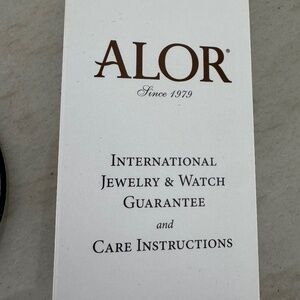 ALOR®
Since 1979
INTERNATIONAL
JEWELRY & WATCH
GUARANTEE
and
CARE INSTRUCTIONS